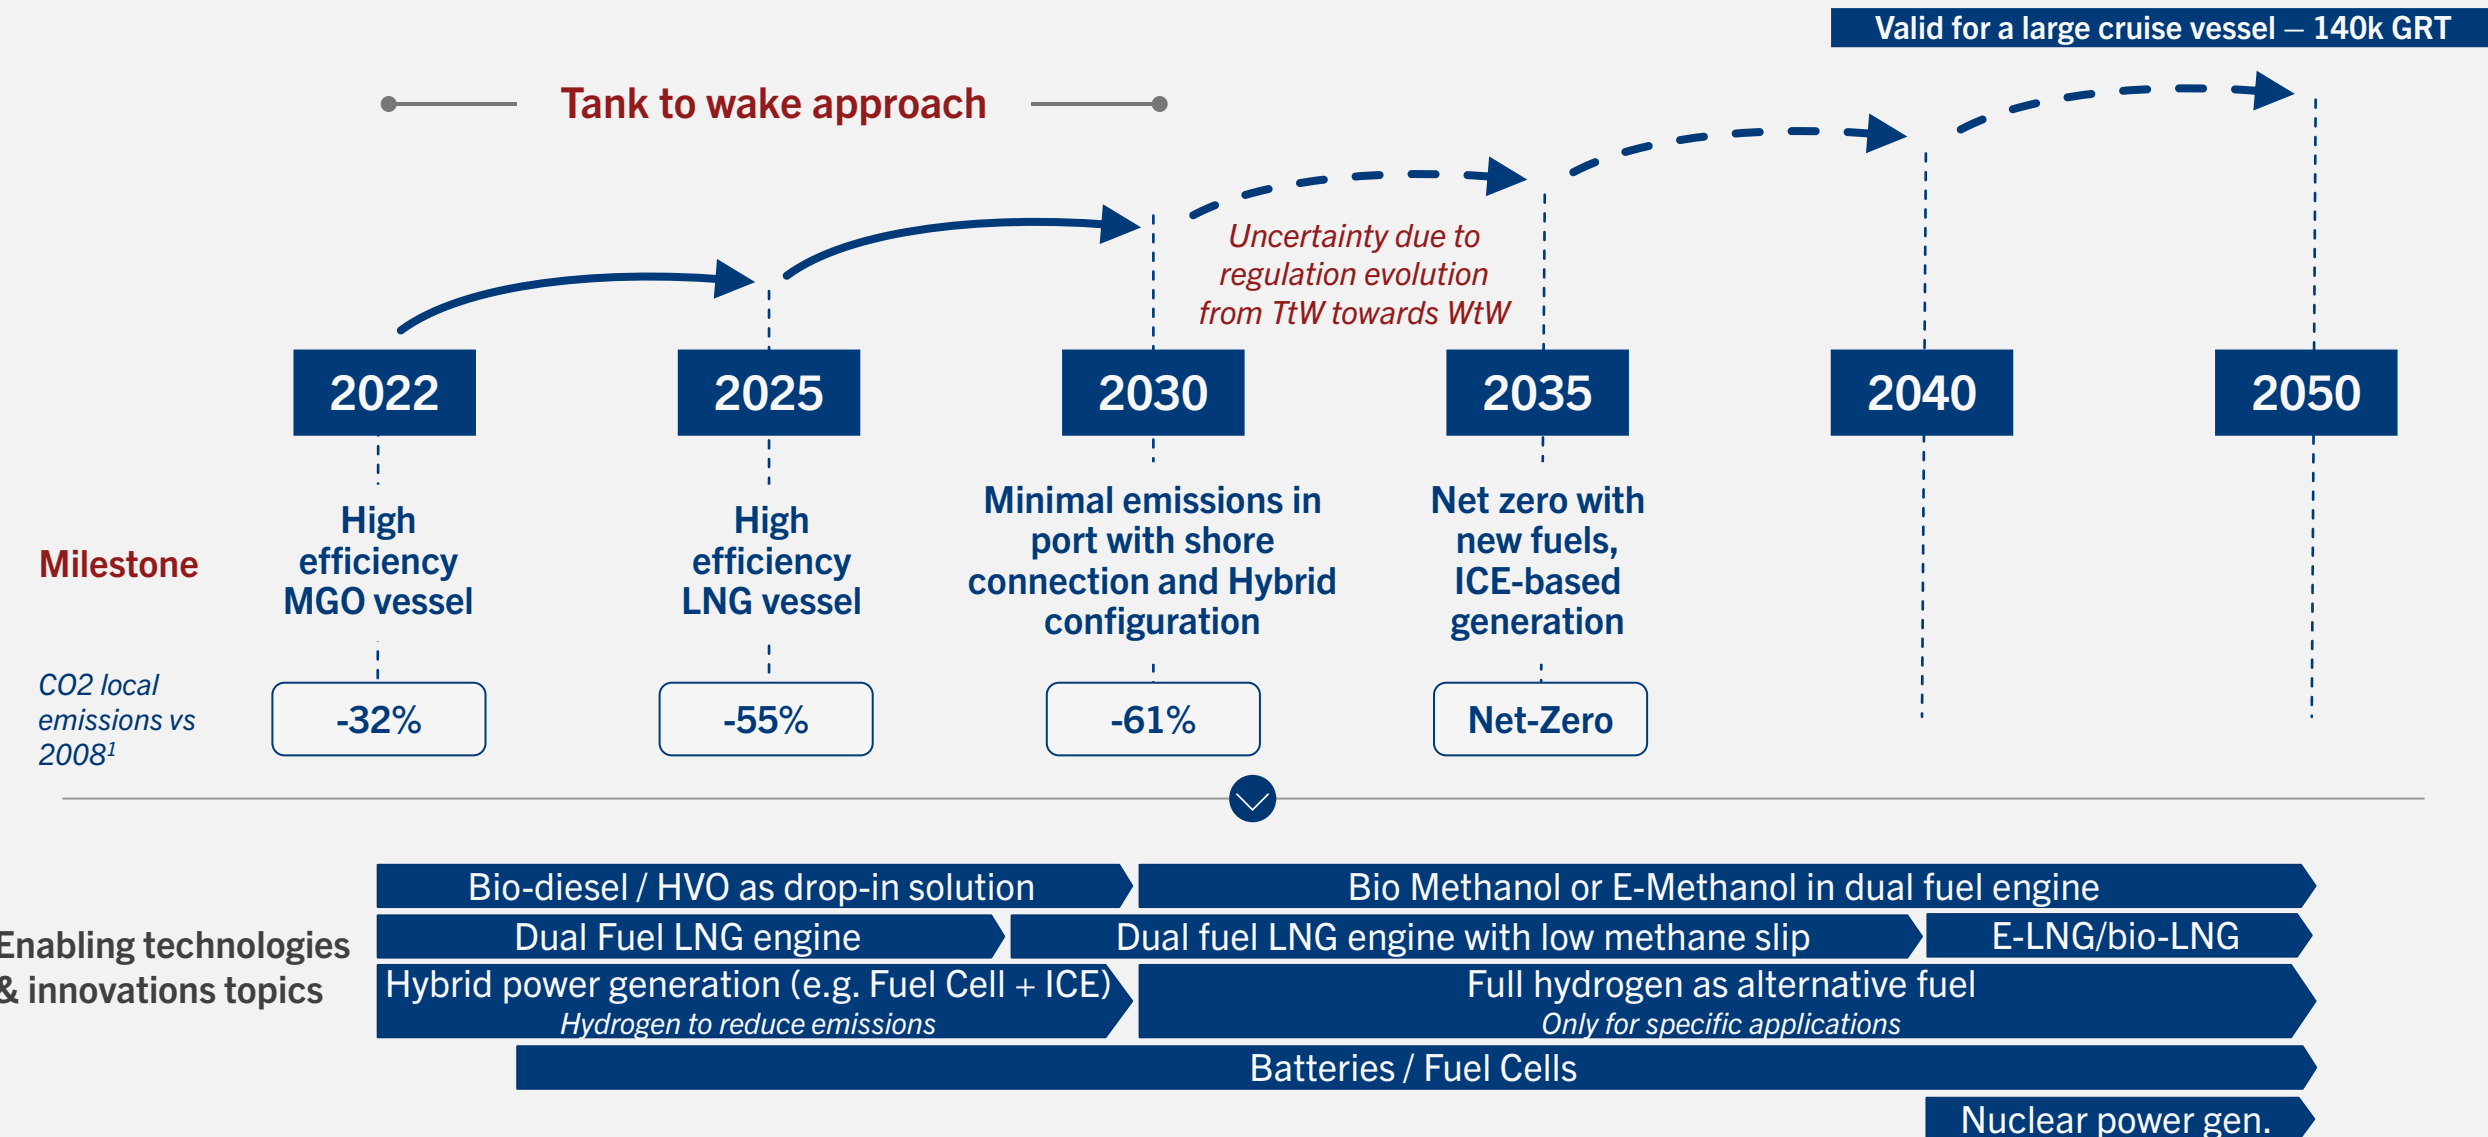 Valid for a large cruise vessel – 140k GRT
Tank to wake approach
Uncertainty due to
regulation evolution
from TtW towards WtW
2022
2025
2030
2035
2040
2050
Milestone
High
efficiency
MGO vessel
High
efficiency
LNG vessel
Minimal emissions in
port with shore
connection and Hybrid
configuration
Net zero with
new fuels,
ICE-based
generation
CO2 local
emissions vs
2008¹
-32%
-55%
-61%
Net-Zero
Enabling technologies
& innovations topics
Bio-diesel / HVO as drop-in solution
Bio Methanol or E-Methanol in dual fuel engine
Dual Fuel LNG engine
Dual fuel LNG engine with low methane slip
E-LNG/bio-LNG
Hybrid power generation (e.g. Fuel Cell + ICE)
Hydrogen to reduce emissions
Full hydrogen as alternative fuel
Only for specific applications
Batteries / Fuel Cells
Nuclear power gen.